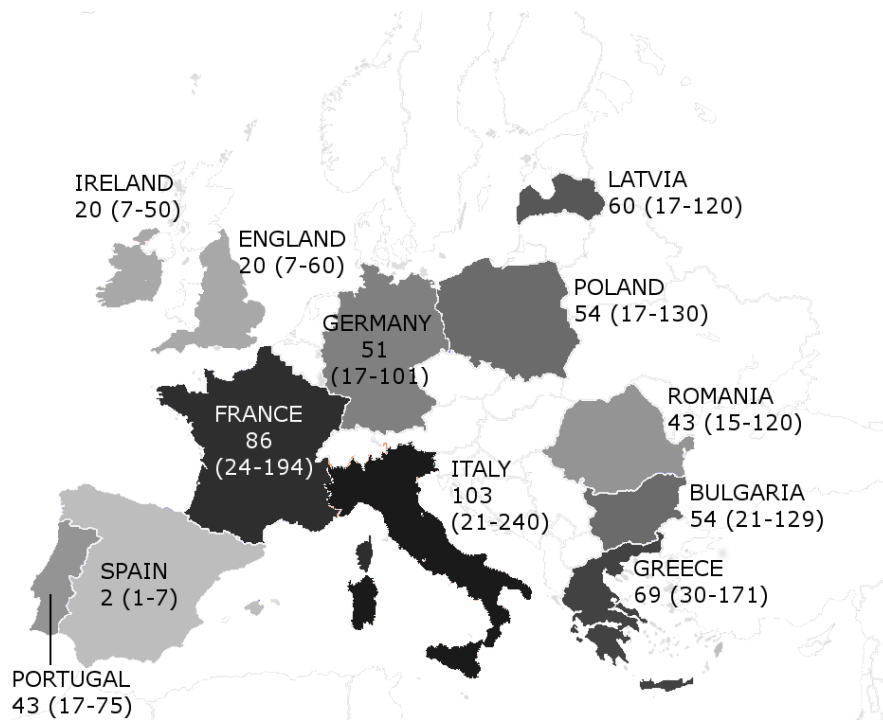 IRELAND
20 (7-50)
ENGLAND
20 (7-60)
LATVIA
60 (17-120)
GERMANY
51
(17-101)
POLAND
54 (17-130)
FRANCE
86
(24-194)
ROMANIA
43 (15-120)
ITALY
103
(21-240)
BULGARIA
54 (21-129)
SPAIN
2 (1-7)
GREECE
69 (30-171)
PORTUGAL
43 (17-75)